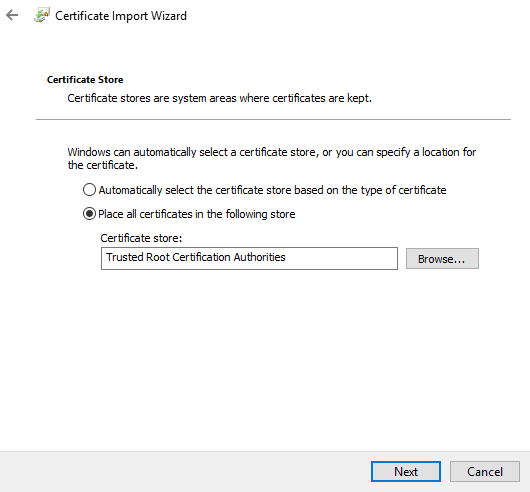 Certificate Import Wizard
Certificate Store
Certificate stores are system areas where certificates are kept.
Windows can automatically select a certificate store, or you can specify a location for
the certificate.
Automatically select the certificate store based on the type of certificate
Place all certificates in the following store
Certificate store:
Trusted Root Certification Authorities
Browse...
Next
Cancel